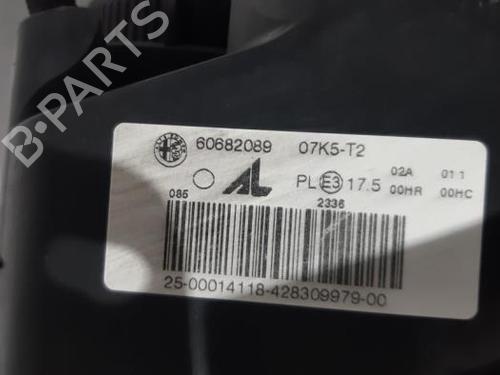 B-PARTS
60682089 07K5-T2
AL PL E3 17.5 02A 01 1
00HR 00HC
085 2336
25-00014118-428309979-00